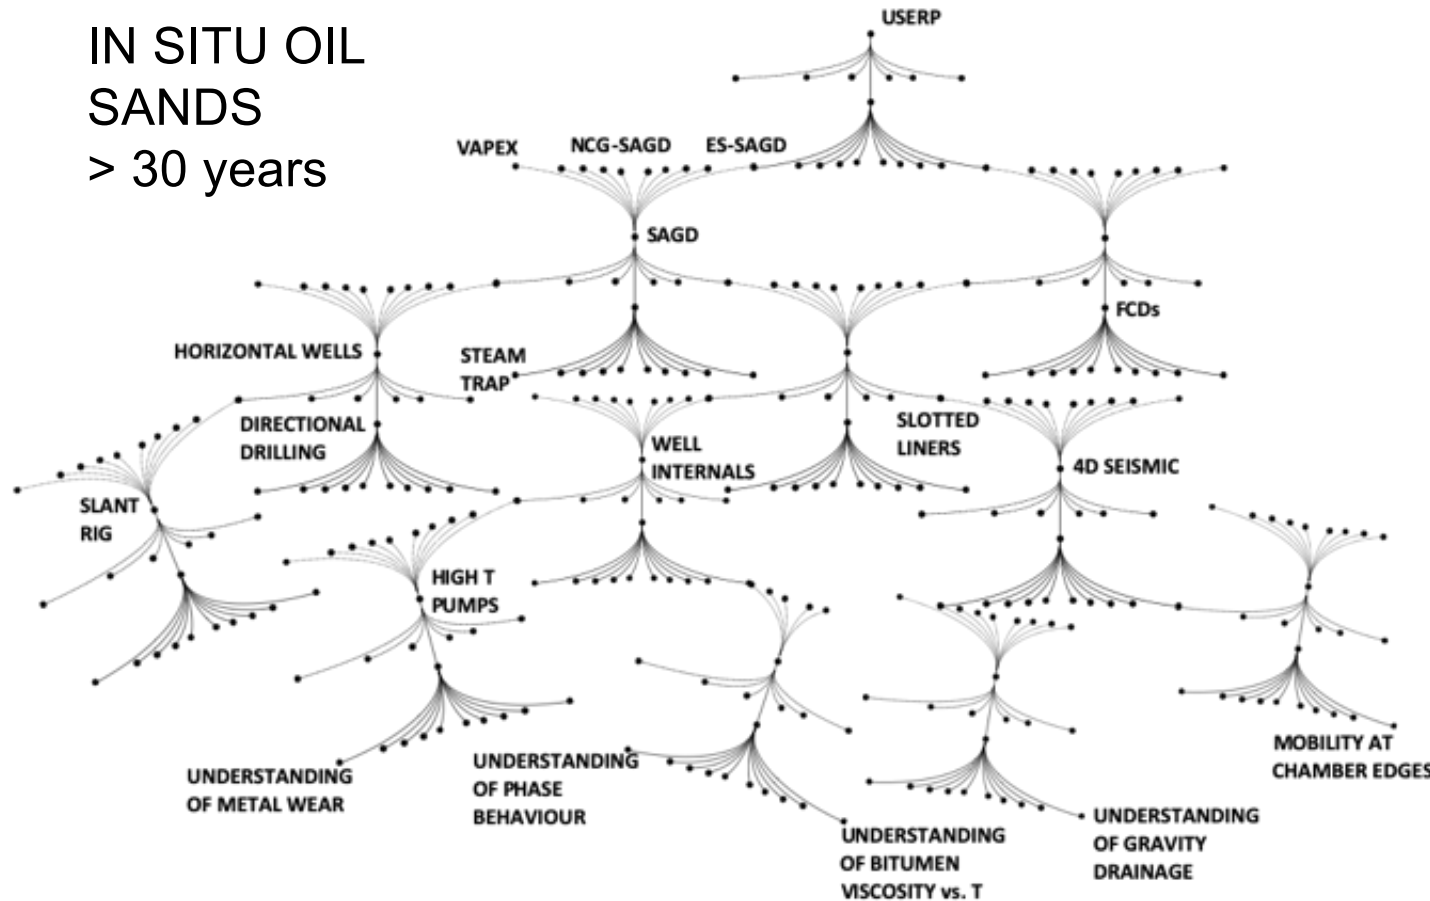 IN SITU OIL
SANDS
> 30 years
USERP
VAPEX
NCG-SAGD
ES-SAGD
SAGD
FCDs
HORIZONTAL WELLS
STEAM
TRAP
DIRECTIONAL
DRILLING
SLOTTED
LINERS
WELL
INTERNALS
4D SEISMIC
SLANT
RIG
HIGH T
PUMPS
MOBILITY AT
CHAMBER EDGES
UNDERSTANDING
OF METAL WEAR
UNDERSTANDING
OF PHASE
BEHAVIOUR
UNDERSTANDING
OF BITUMEN
VISCOSITY vs. T
UNDERSTANDING
OF GRAVITY
DRAINAGE